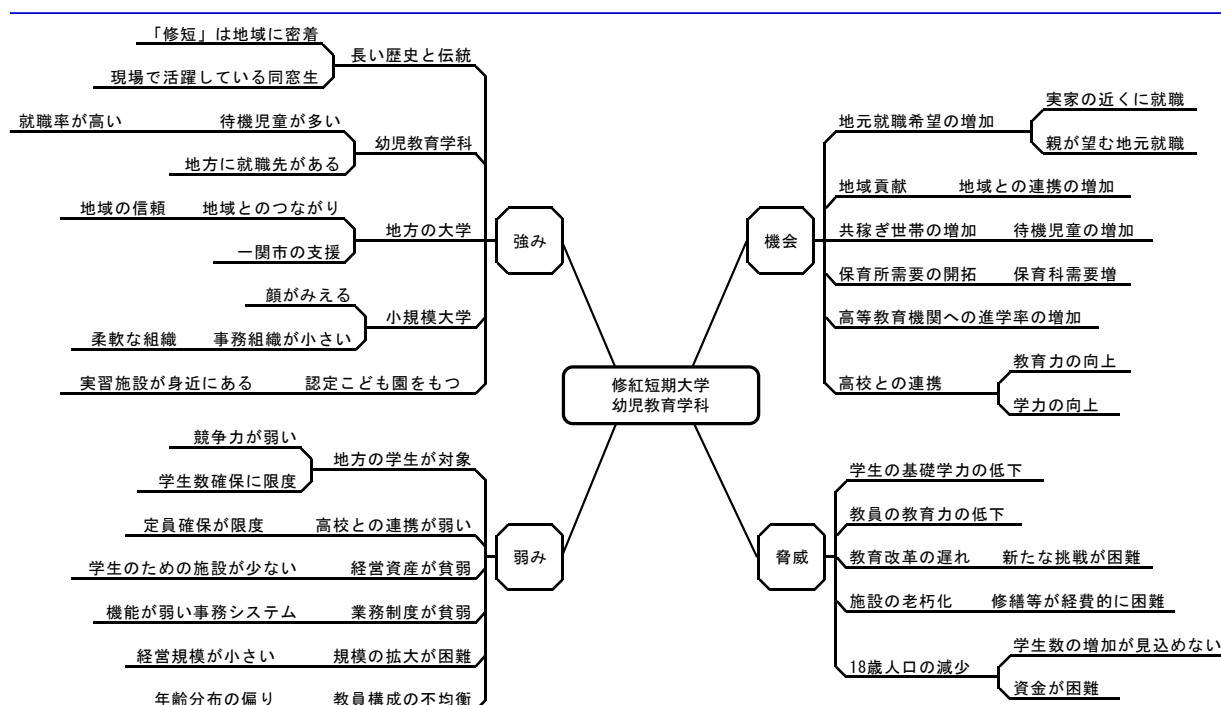 「修短」は地域に密着
長い歴史と伝統
現場で活躍している同窓生
就職率が高い
待機児童が多い
幼児教育学科
地方に就職先がある
地域の信頼
地域とのつながり
地方の大学
一関市の支援
顔がみえる
小規模大学
柔軟な組織
事務組織が小さい
実習施設が身近にある
認定こども園をもつ
強み
修紅短期大学
幼児教育学科
競争力が弱い
地方の学生が対象
学生数確保に限度
定員確保が限度
高校との連携が弱い
学生のための施設が少ない
経営資産が貧弱
機能が弱い事務システム
業務制度が貧弱
経営規模が小さい
規模の拡大が困難
年齢分布の偏り
教員構成の不均衡
弱み
機会
実家の近くに就職
地元就職希望の増加
親が望む地元就職
地域貢献
地域との連携の増加
共稼ぎ世帯の増加
待機児童の増加
保育所需要の開拓
保育科需要増
高等教育機関への進学率の増加
教育力の向上
高校との連携
学力の向上
脅威
学生の基礎学力の低下
教員の教育力の低下
教育改革の遅れ
新たな挑戦が困難
施設の老朽化
修繕等が経費的に困難
学生数の増加が見込めない
18歳人口の減少
資金が困難